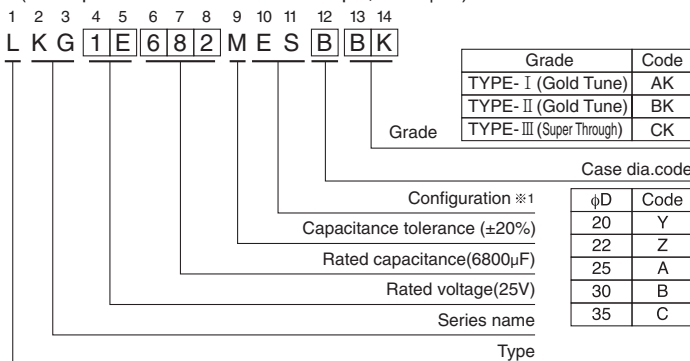 1 2 3 4 5 6 7 8 9 10 11 12 13 14
L K G 1 E 6 8 2 M E S B B K
Grade Code
TYPE-Ⅰ (Gold Tune) AK
TYPE-Ⅱ (Gold Tune) BK
TYPE-Ⅲ (Super Through) CK
Grade
Case dia.code
Configuration ※1
Capacitance tolerance (±20%)
Rated capacitance(6800µF)
Rated voltage(25V)
Series name
Type
ϕD Code
20 Y
22 Z
25 A
30 B
35 C